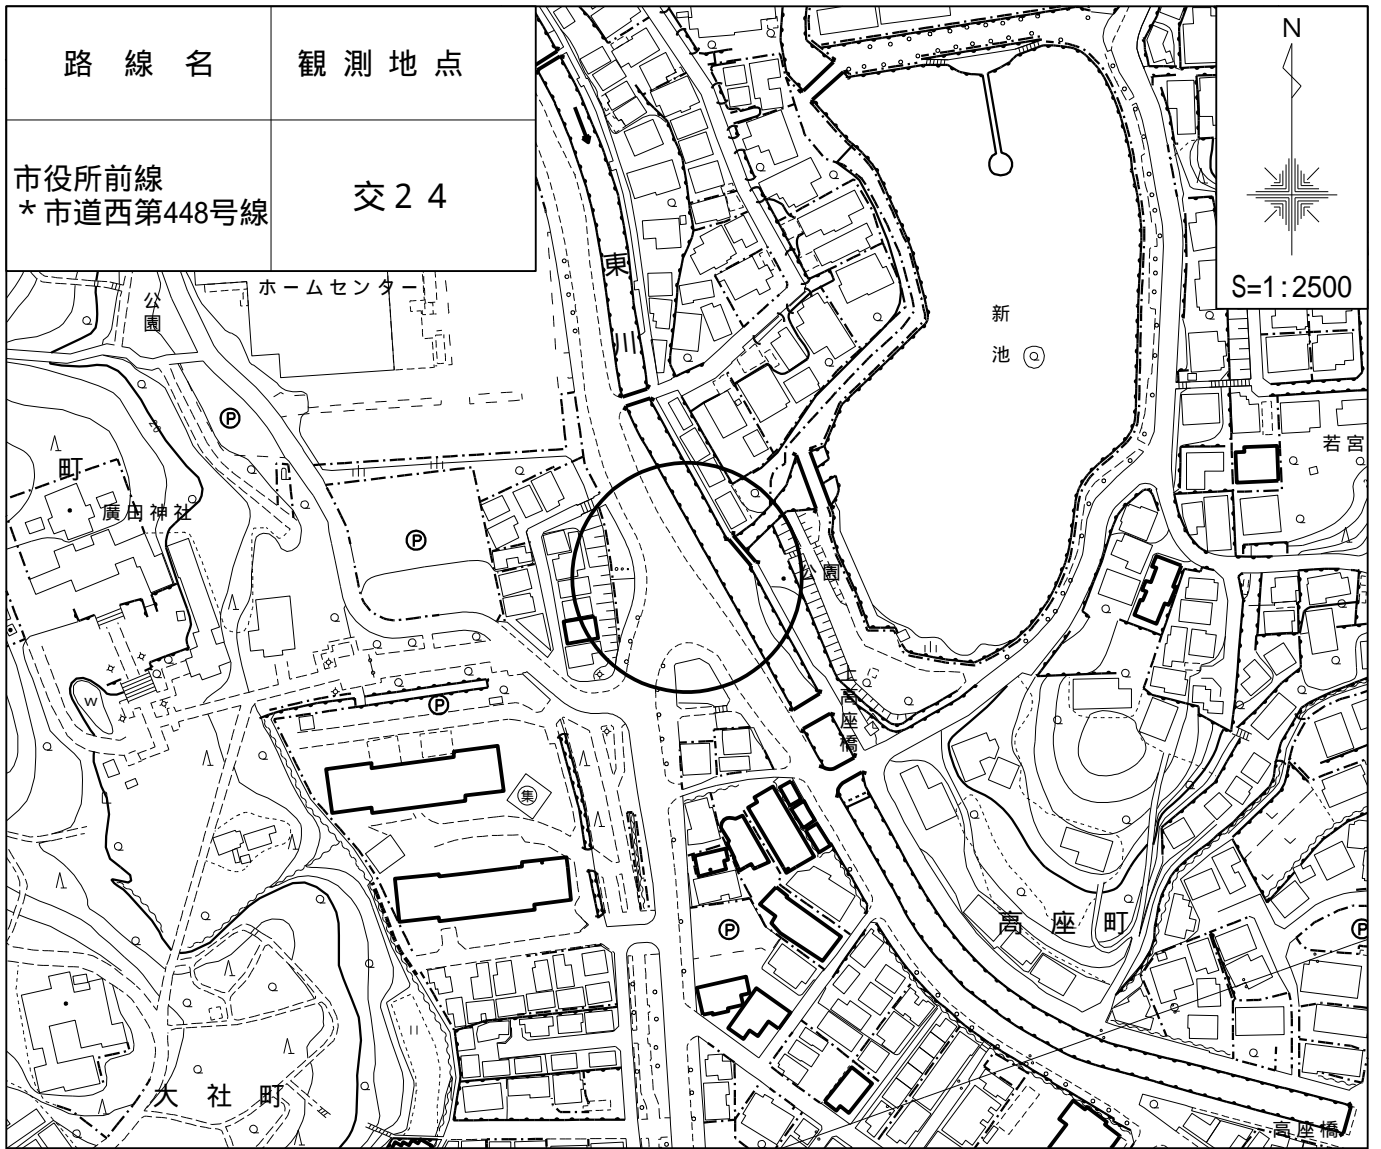 路線名
観測地点
市役所前線
＊市道西第448号線
交２４
N
S=1:2500
ホームセンター
公園
東川
新池
若宮
町
廣田神社
P
P
P
公園
上高座橋
W
集
P
P
高座町
大社町
高座橋